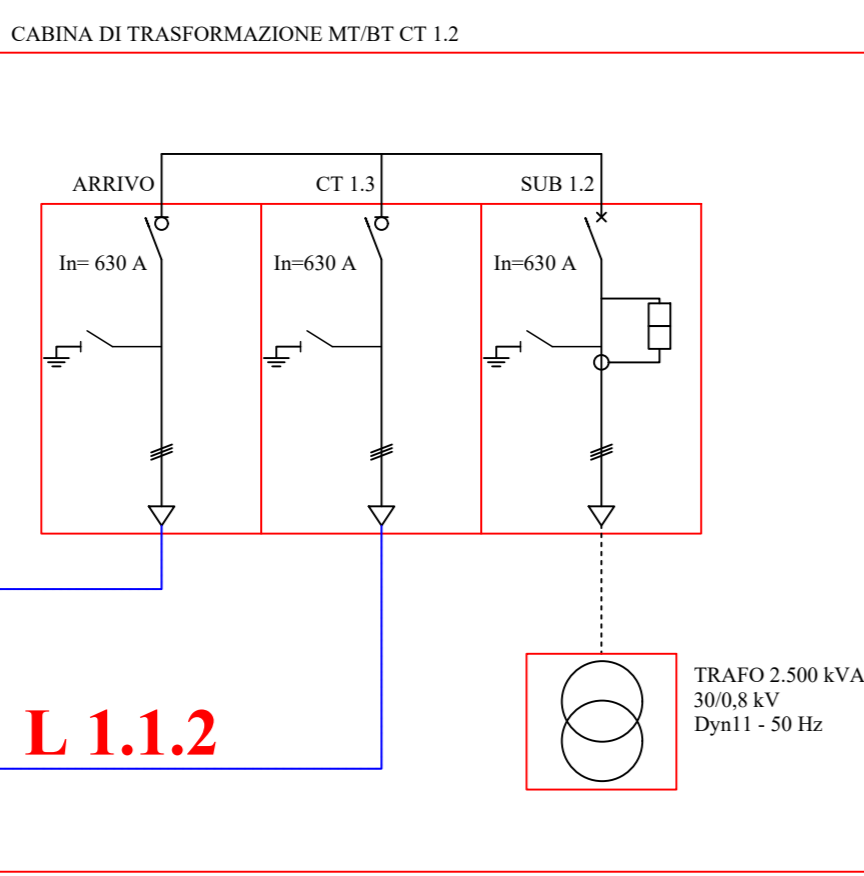 CABINA DI TRASFORMAZIONE MT/BT CT 1.2
ARRIVO
CT 1.3
SUB 1.2
In= 630 A
In=630 A
In=630 A
L 1.1.2
TRAFO 2.500 kVA
30/0,8 kV
Dyn11 - 50 Hz